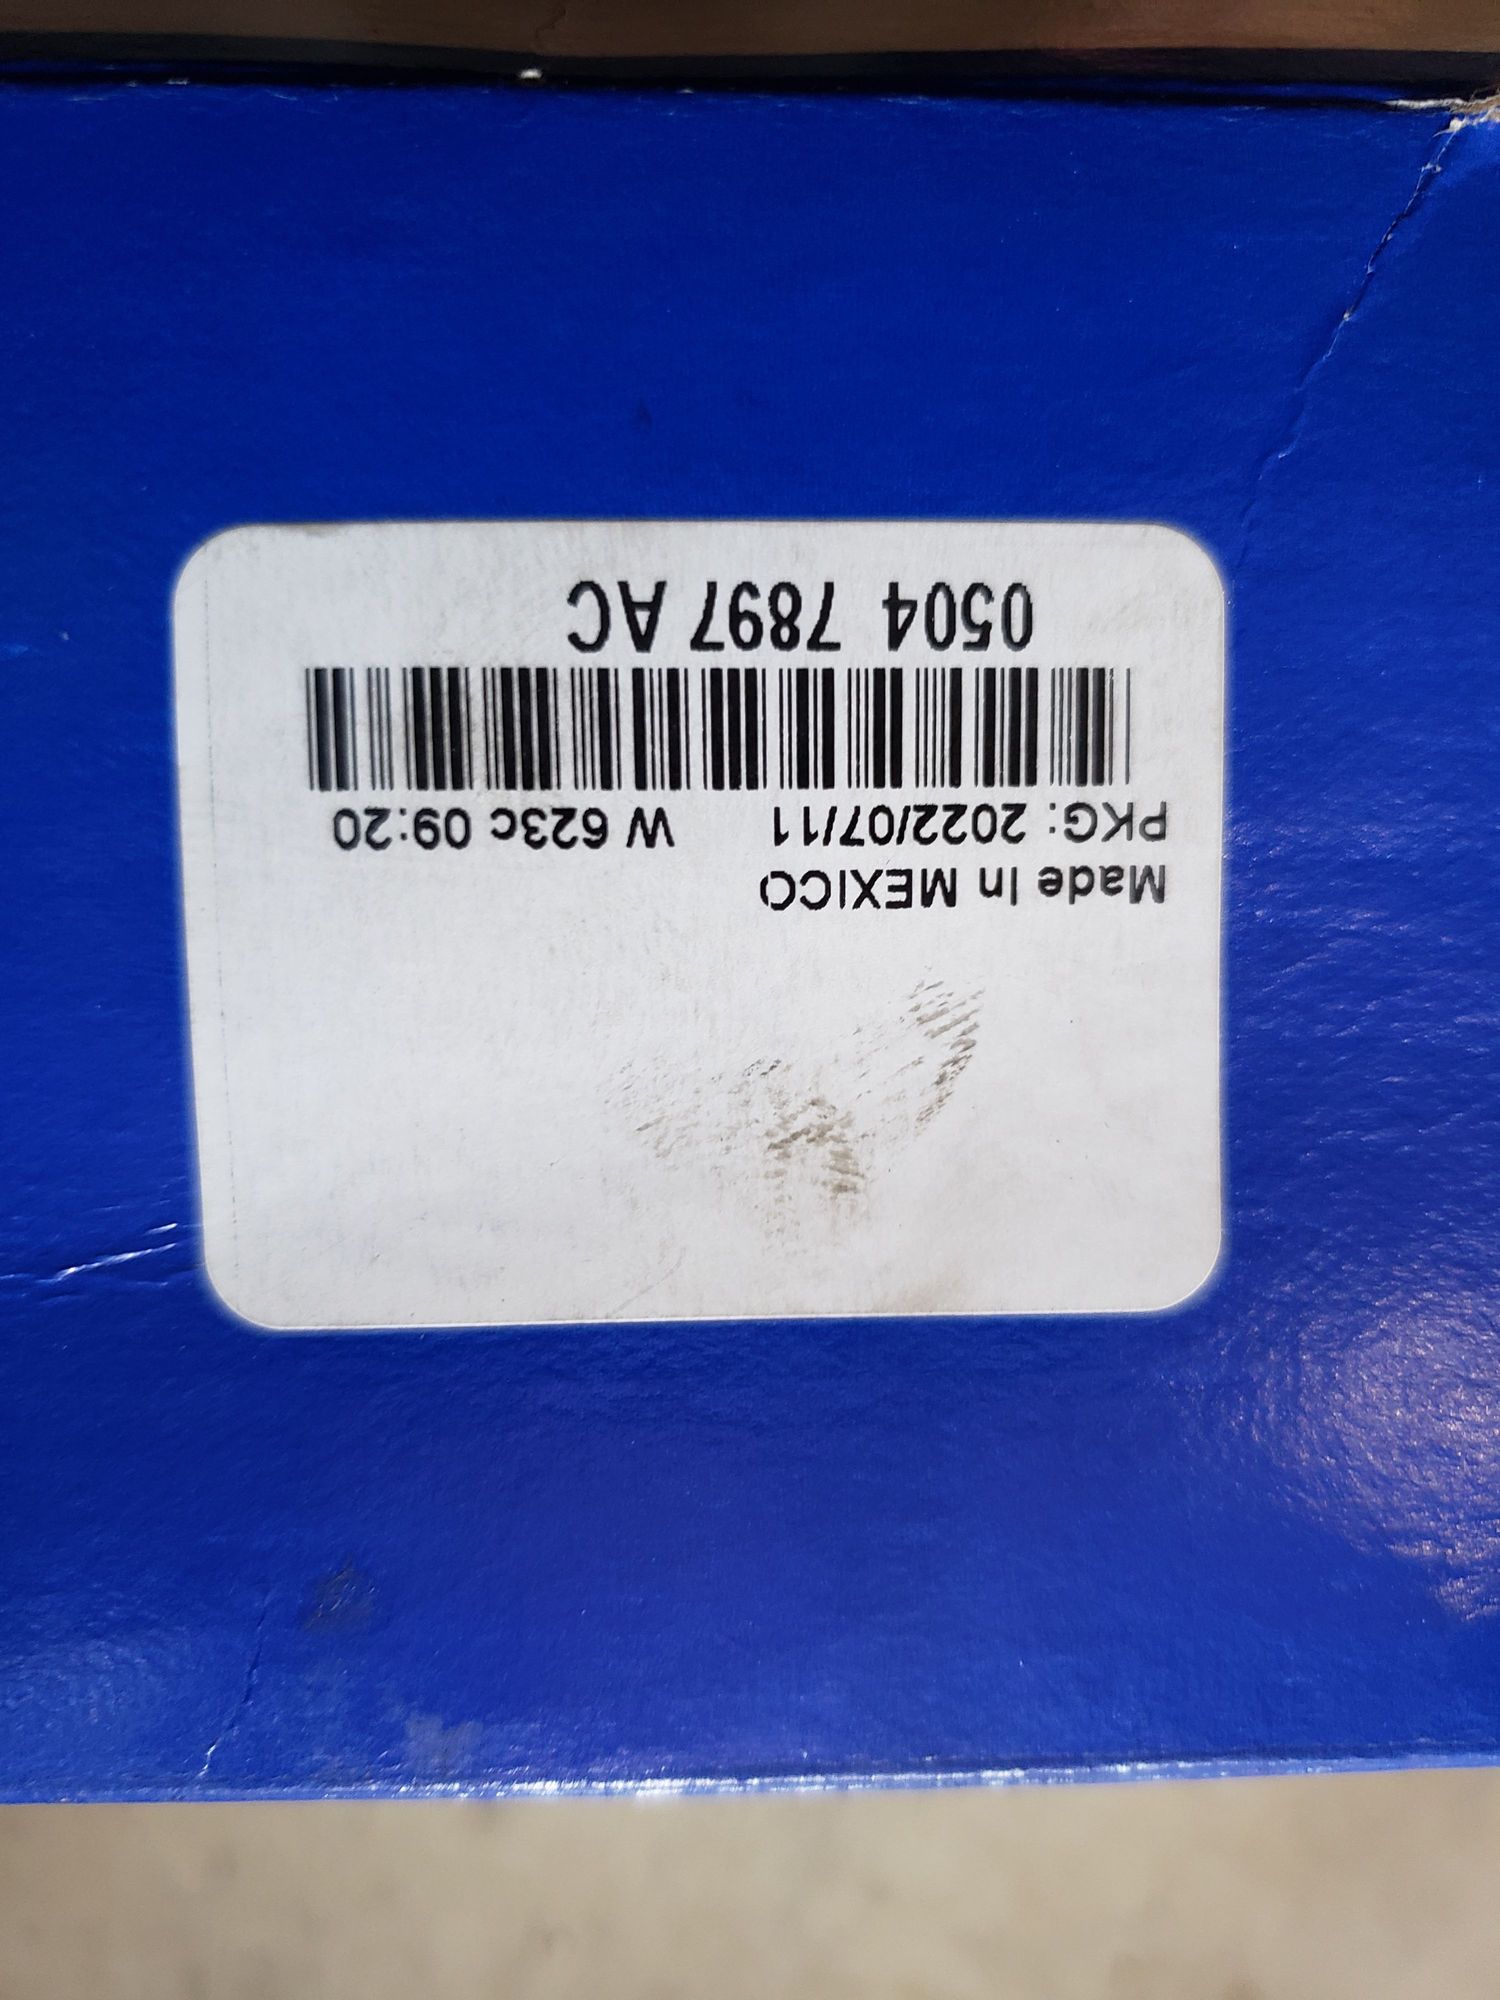 Made In MEXICO
PKG: 2022/07/11 W 623c 09:20
0504 7897 AC